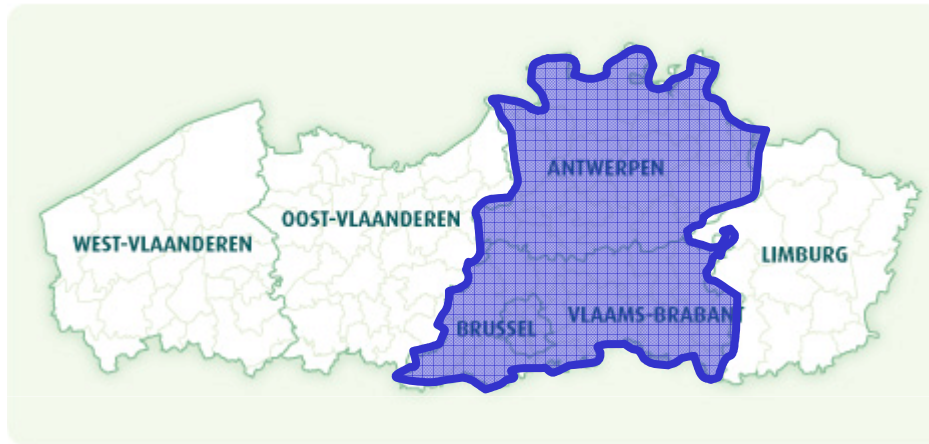 ANTWERPEN
OOST-VLAANDEREN
WEST-VLAANDEREN
LIMBURG
VLAAMS-BRABANT
BRUSSEL